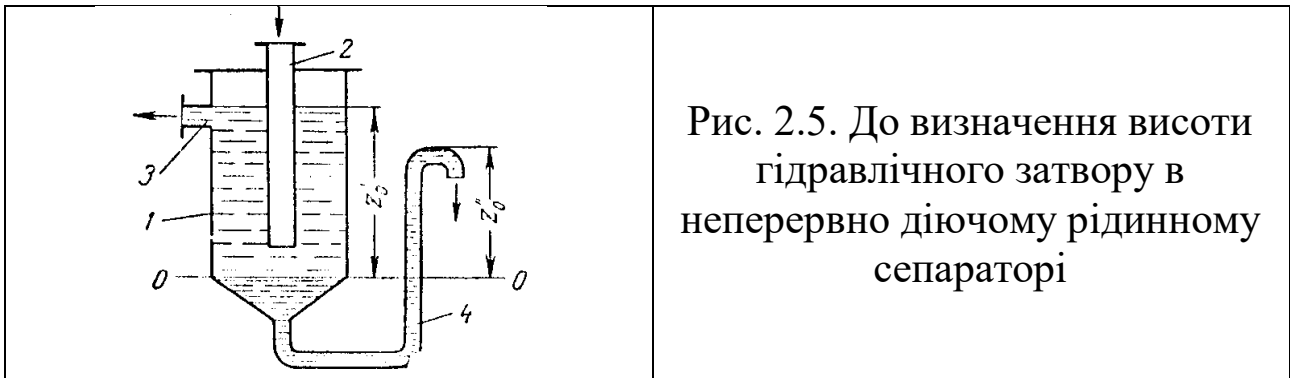 2
3
1
z'₀
z''₀
0
0
4
Рис. 2.5. До визначення висоти
гідравлічного затвору в
неперервно діючому рідинному
сепараторі